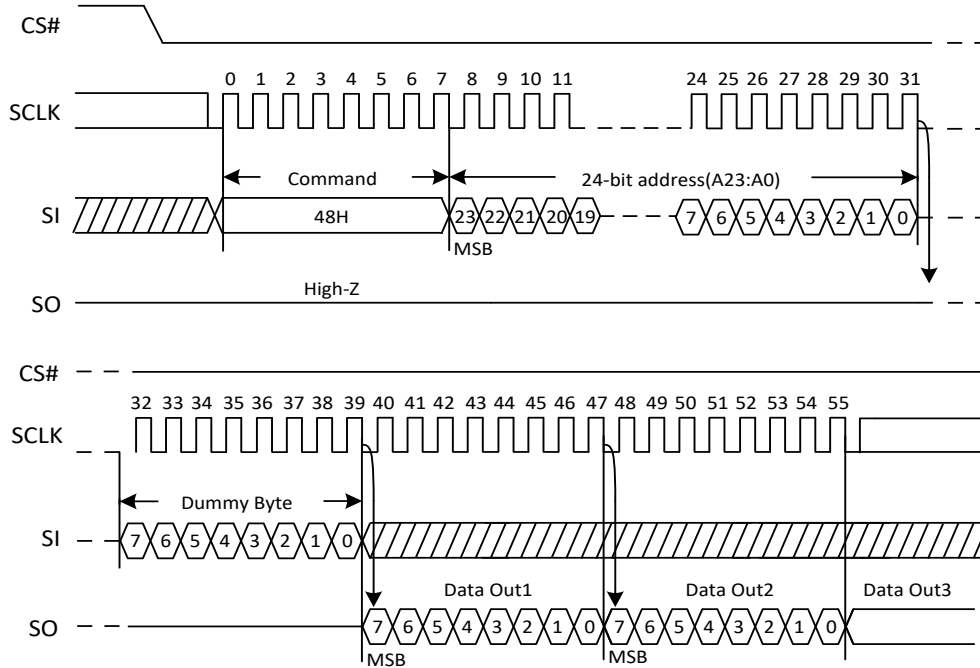 CS#
0 1 2 3 4 5 6 7 8 9 10 11 24 25 26 27 28 29 30 31
SCLK
Command 24-bit address(A23:A0)
SI 48H 23 22 21 20 19 7 6 5 4 3 2 1 0
MSB
High-Z
SO
CS#
32 33 34 35 36 37 38 39 40 41 42 43 44 45 46 47 48 49 50 51 52 53 54 55
SCLK
Dummy Byte
SI 7 6 5 4 3 2 1 0
Data Out1 Data Out2 Data Out3
SO 7 6 5 4 3 2 1 0 7 6 5 4 3 2 1 0
MSB MSB